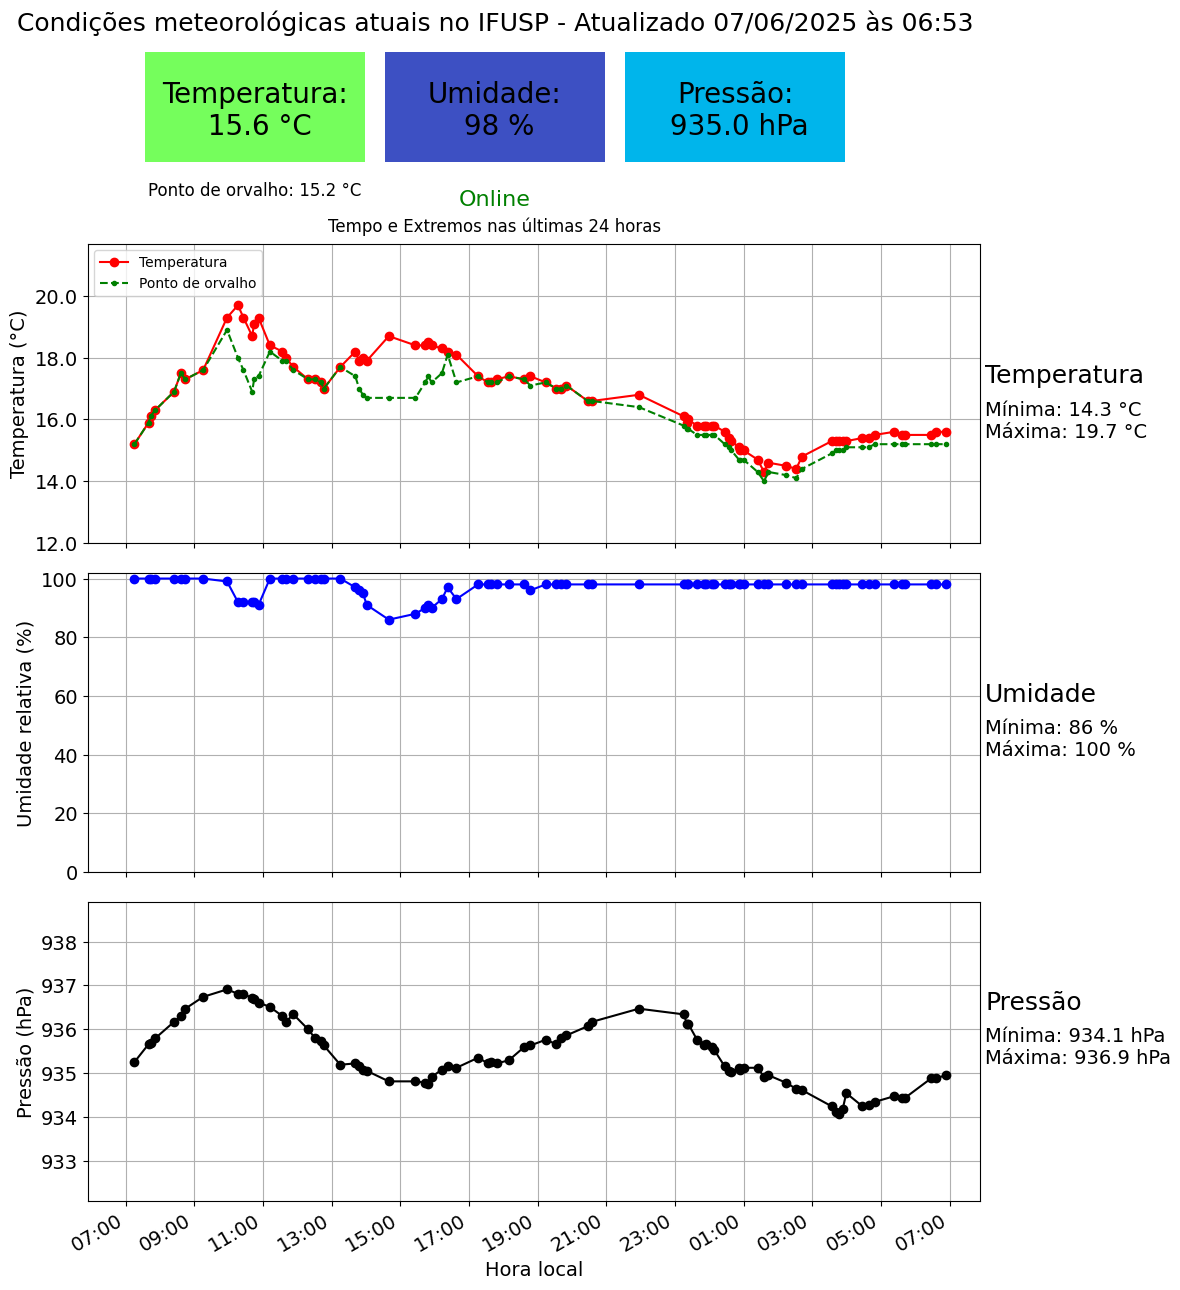 Condições meteorológicas atuais no IFUSP - Atualizado 07/06/2025 às 06:53
Temperatura:
15.6 °C
Umidade:
98 %
Pressão:
935.0 hPa
Ponto de orvalho: 15.2 °C
Online
Tempo e Extremos nas últimas 24 horas
Temperatura
Ponto de orvalho
Temperatura (°C)
20.0
18.0
16.0
14.0
12.0
Temperatura
Mínima: 14.3 °C
Máxima: 19.7 °C
Umidade relativa (%)
100
80
60
40
20
0
Umidade
Mínima: 86 %
Máxima: 100 %
Pressão (hPa)
938
937
936
935
934
933
Pressão
Mínima: 934.1 hPa
Máxima: 936.9 hPa
07:00
09:00
11:00
13:00
15:00
17:00
19:00
21:00
23:00
01:00
03:00
05:00
07:00
Hora local